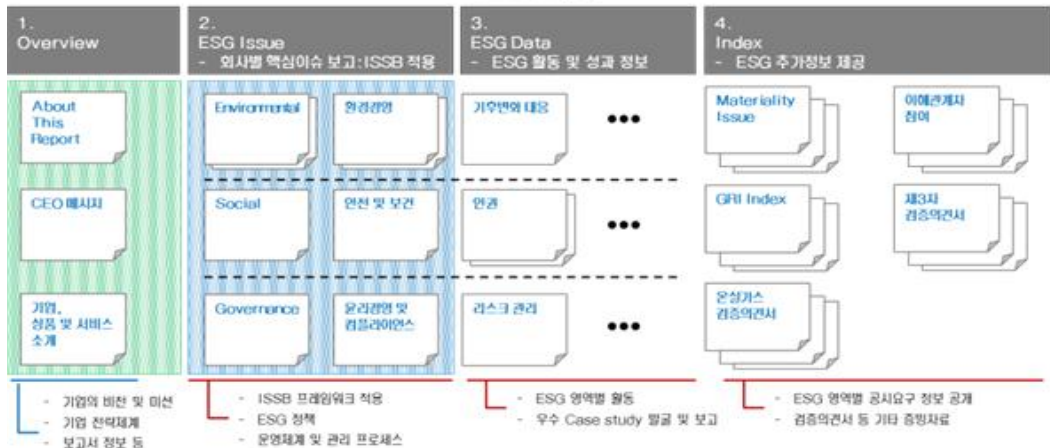 1.
Overview
2.
ESG Issue
- 회사별 핵심이슈 보고: ISSB 적용
3.
ESG Data
- ESG 활동 및 성과 정보
4.
Index
- ESG 추가정보 제공
About
This
Report
Environmental
환경경영
기후변화 대응
•••
Materiality
Issue
이해관계자
참여
CEO 메시지
Social
안전 및 보건
인권
•••
GRI Index
제3자
검증의견서
기업,
상품 및 서비스
소개
Governance
윤리경영 및
컴플라이언스
리스크 관리
•••
온실가스
검증의견서
- 기업의 비전 및 미션
- 기업 전략체계
- 보고서 정보 등
- ISSB 프레임워크 적용
- ESG 정책
- 운영체계 및 관리 프로세스
- ESG 영역별 활동
- 우수 Case study 발굴 및 보고
- ESG 영역별 공시요구 정보 공개
- 검증의견서 등 기타 증빙자료